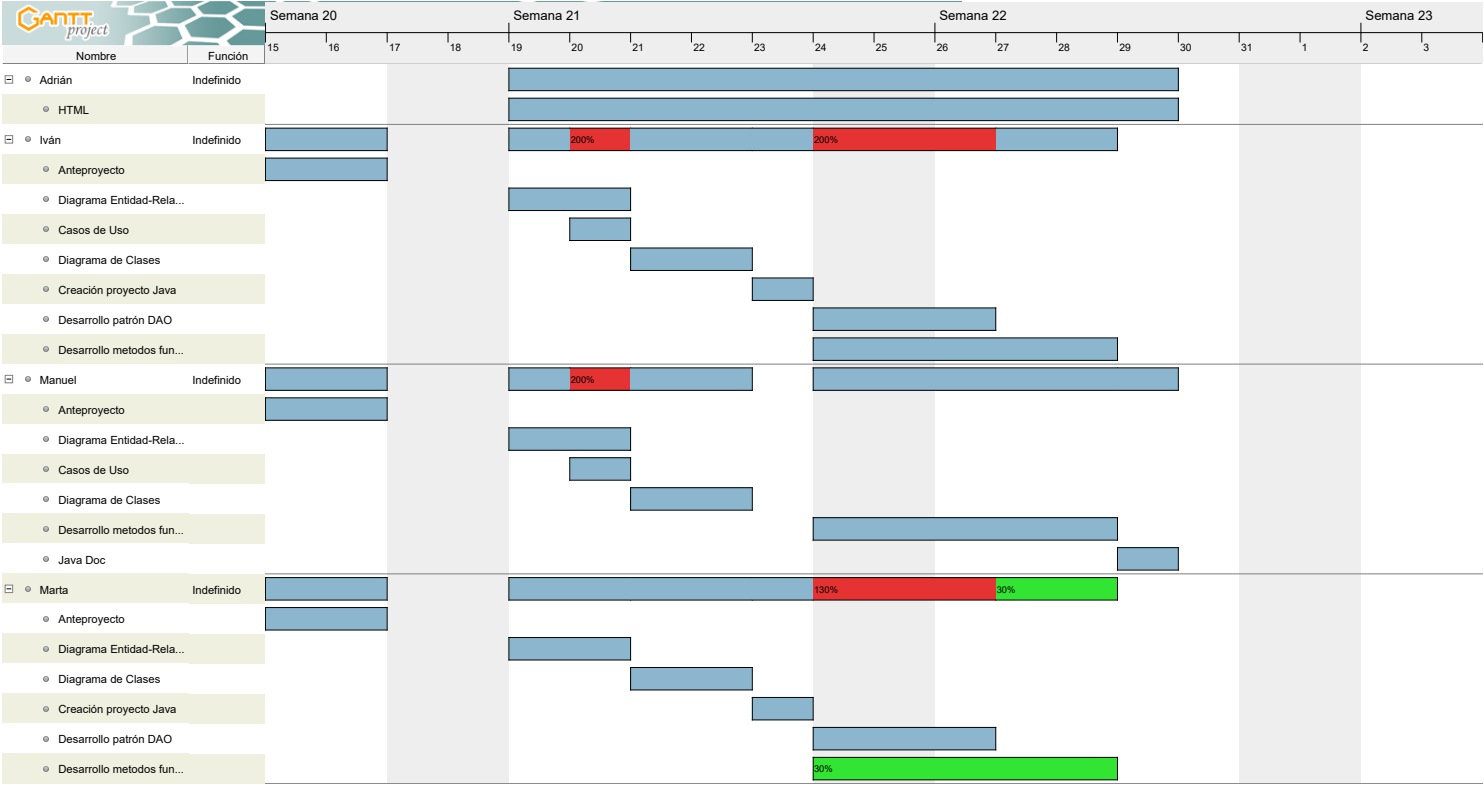 GANTT
project
Semana 20 Semana 21 Semana 22 Semana 23
15 16 17 18 19 20 21 22 23 24 25 26 27 28 29 30 31 1 2 3
Nombre Función
Adrián Indefinido
HTML
Iván Indefinido 200% 200%
Anteproyecto
Diagrama Entidad-Rela...
Casos de Uso
Diagrama de Clases
Creación proyecto Java
Desarrollo patrón DAO
Desarrollo metodos fun...
Manuel Indefinido 200%
Anteproyecto
Diagrama Entidad-Rela...
Casos de Uso
Diagrama de Clases
Desarrollo metodos fun...
Java Doc
Marta Indefinido 130% 30%
Anteproyecto
Diagrama Entidad-Rela...
Diagrama de Clases
Creación proyecto Java
Desarrollo patrón DAO
Desarrollo metodos fun... 30%